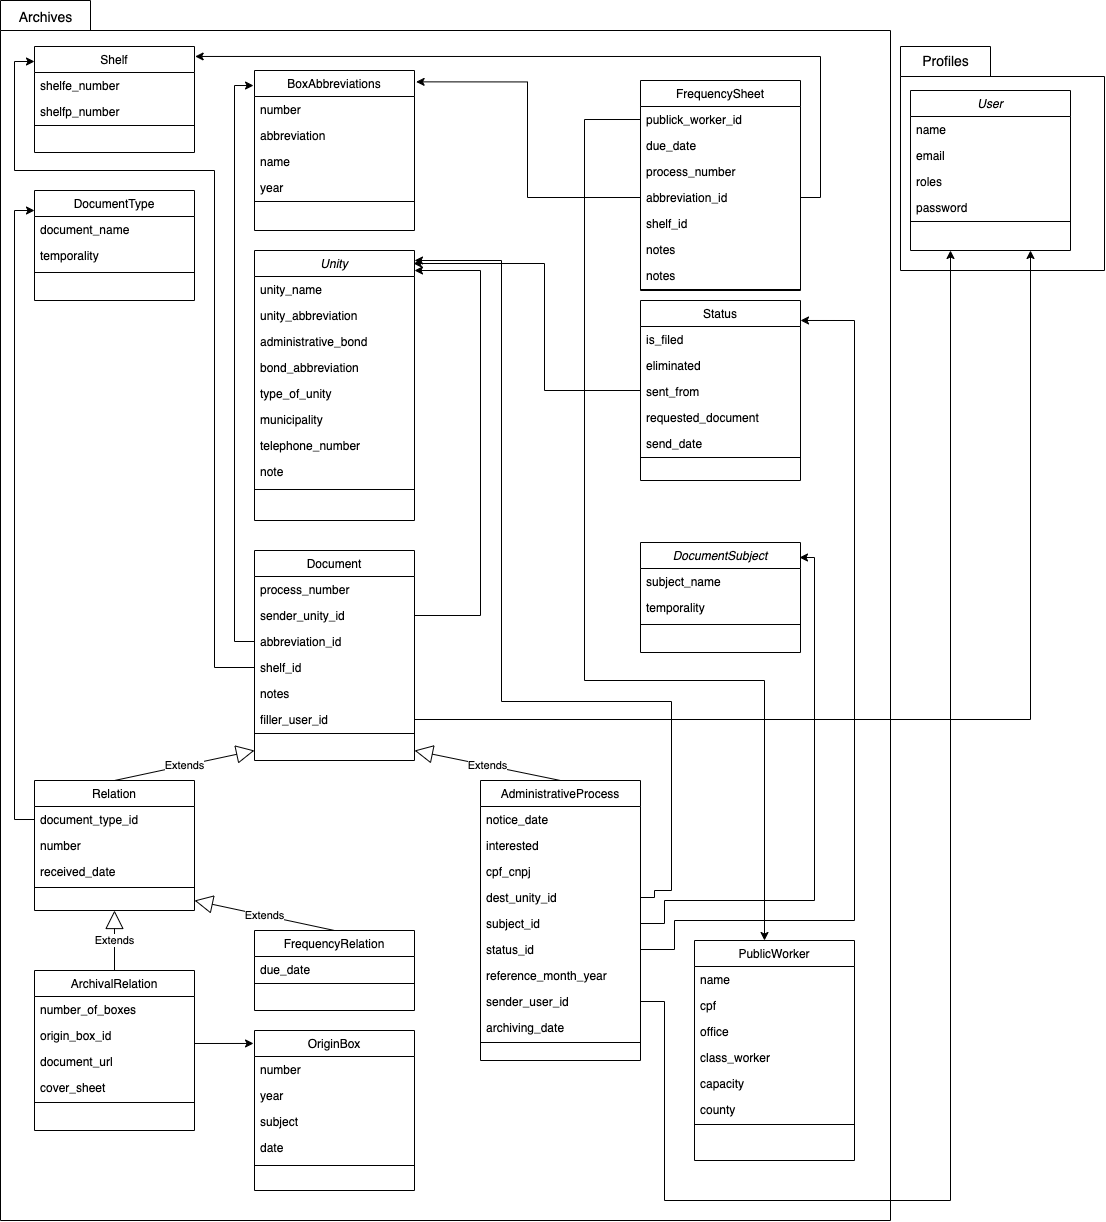 Archives
Shelf
shelfe_number
shelfp_number
DocumentType
document_name
temporality
BoxAbbreviations
number
abbreviation
name
year
Unity
unity_name
unity_abbreviation
administrative_bond
bond_abbreviation
type_of_unity
municipality
telephone_number
note
FrequencySheet
publick_worker_id
due_date
process_number
abbreviation_id
shelf_id
notes
notes
Status
is_filed
eliminated
sent_from
requested_document
send_date
Profiles
User
name
email
roles
password
DocumentSubject
subject_name
temporality
Document
process_number
sender_unity_id
abbreviation_id
shelf_id
notes
filler_user_id
Extends
Extends
Relation
document_type_id
number
received_date
Extends
Extends
AdministrativeProcess
notice_date
interested
cpf_cnpj
dest_unity_id
subject_id
status_id
reference_month_year
sender_user_id
archiving_date
FrequencyRelation
due_date
ArchivalRelation
number_of_boxes
origin_box_id
document_url
cover_sheet
OriginBox
number
year
subject
date
PublicWorker
name
cpf
office
class_worker
capacity
county